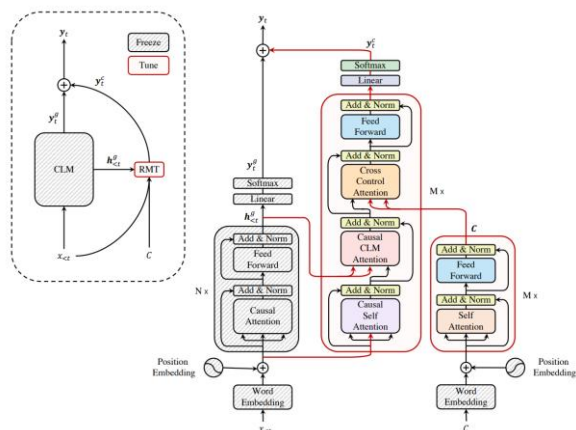 y_t
Freeze
Tune
y_t^c
y_t^g
CLM
h_{<t}^g
RMT
x_{<t}
C
y_t
y_t^c
Softmax
Linear
Add & Norm
Feed
Forward
Add & Norm
Cross
Control
Attention
M x
y_t^g
Softmax
Linear
h_{<t}^g
Add & Norm
Feed
Forward
N x
Add & Norm
Causal
Attention
Add & Norm
Causal
CLM
Attention
Add & Norm
Causal Self
Attention
C
Add & Norm
Feed
Forward
M x
Add & Norm
Self
Attention
Position
Embedding
Position
Embedding
Word
Embedding
Word
Embedding
C